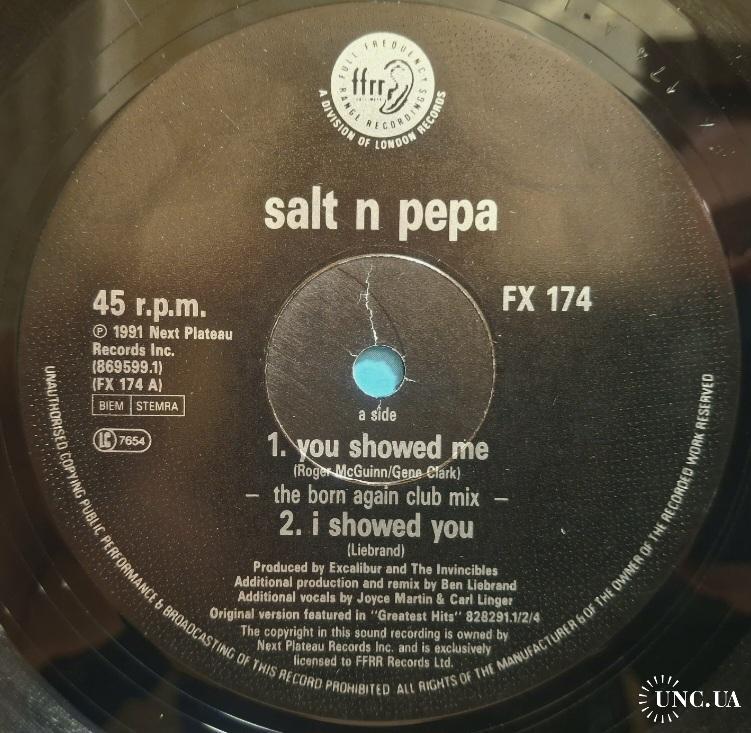 FULL FREQUENCY
ffrr
RANGE RECORDINGS
A DIVISION OF LONDON RECORDS
salt n pepa
45 r.p.m.
FX 174
℗ 1991 Next Plateau
Records Inc.
(869599.1)
(FX 174 A)
BIEM STEMRA
LC 7654
a side
1. you showed me
(Roger McGuinn/Gene Clark)
– the born again club mix –
2. i showed you
(Liebrand)
Produced by Excalibur and The Invincibles
Additional production and remix by Ben Liebrand
Additional vocals by Joyce Martin & Carl Linger
Original version featured in "Greatest Hits" 828291.1/2/4
The copyright in this sound recording is owned by
Next Plateau Records Inc. and is exclusively
licensed to FFRR Records Ltd.
UNAUTHORISED COPYING PUBLIC PERFORMANCE & BROADCASTING OF THIS RECORD PROHIBITED ALL RIGHTS OF THE MANUFACTURER & OF THE OWNER OF THE RECORDED WORK RESERVED
UNC.UA